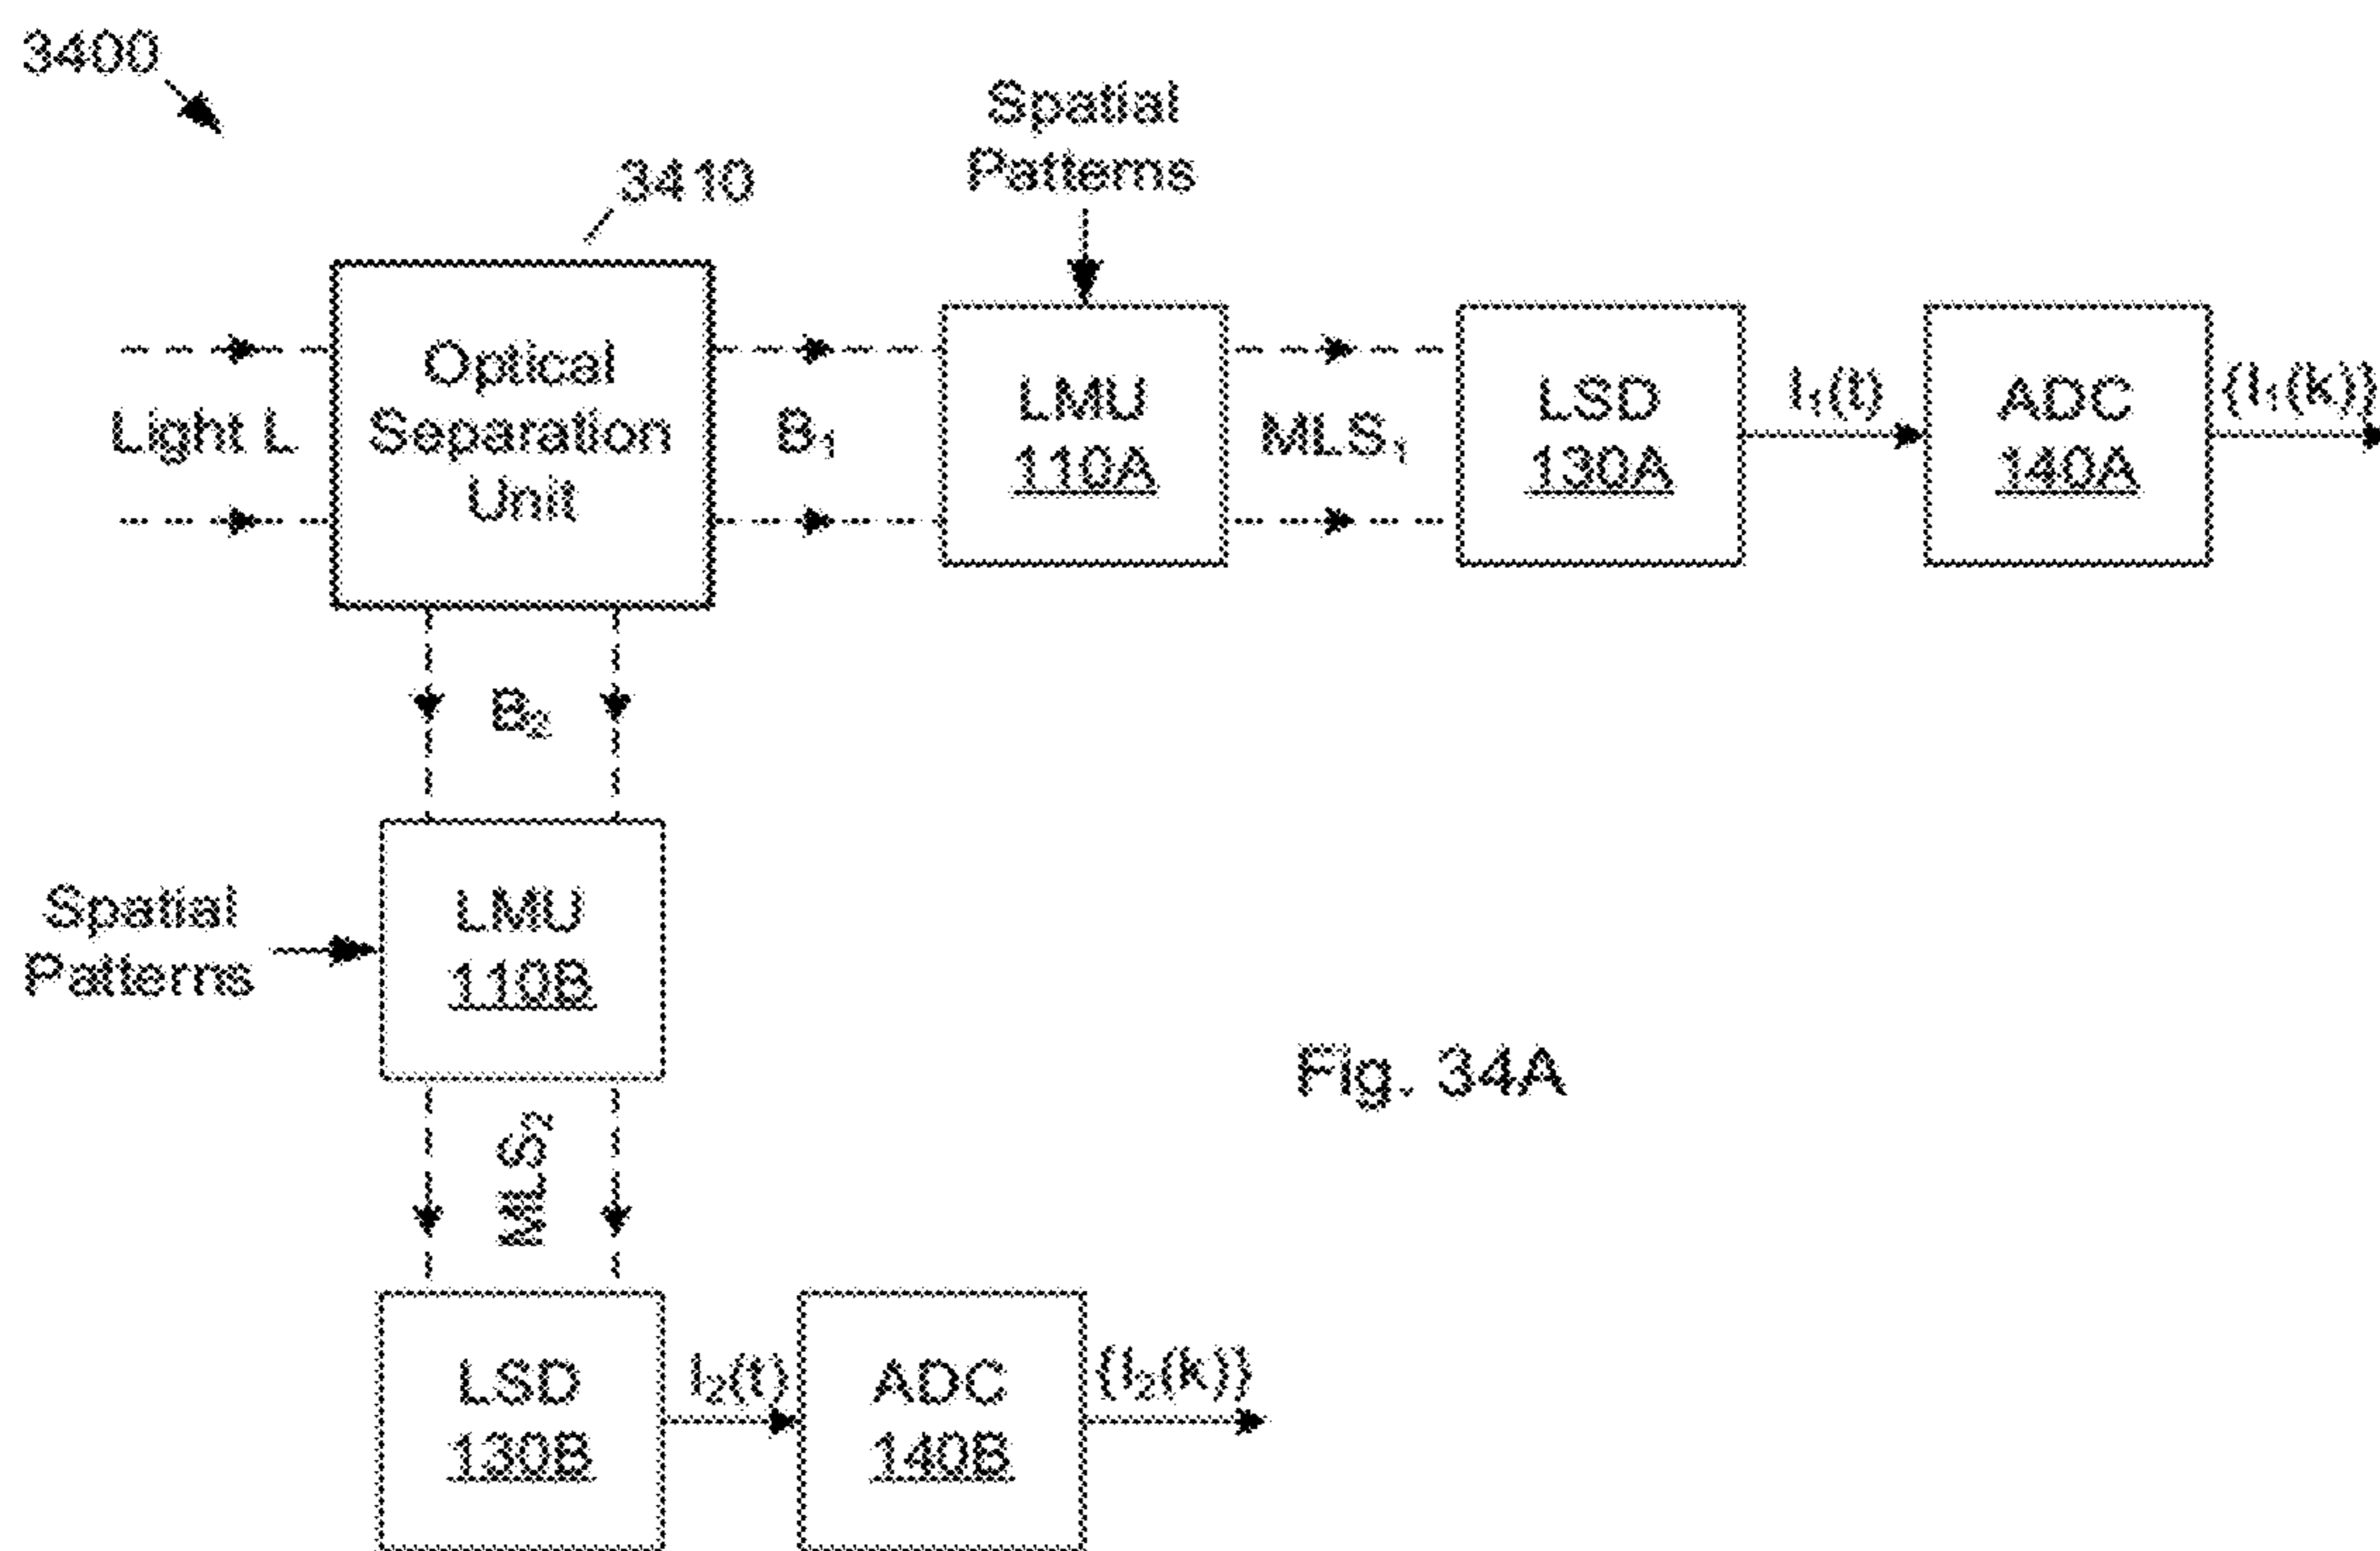 3400
3410
Spatial
Patterns
Light L
Optical
Separation
Unit
B₁
LMU
110A
MLS₁
LSD
130A
I₁(t)
ADC
140A
{I₁(k)}
B₂
Spatial
Patterns
LMU
110B
MLS₂
LSD
130B
I₂(t)
ADC
140B
{I₂(k)}
Fig. 34A